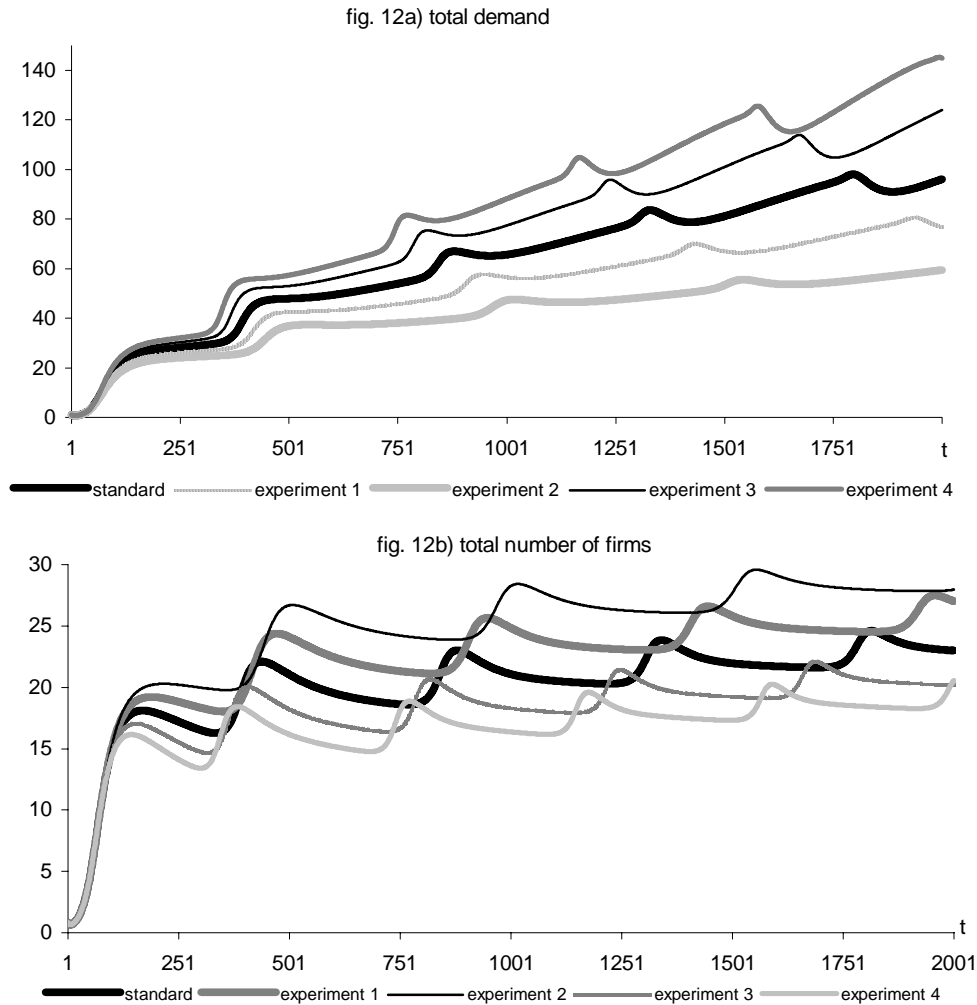 fig. 12a) total demand
140
120
100
80
60
40
20
0
1 251 501 751 1001 1251 1501 1751 t
standard experiment 1 experiment 2 experiment 3 experiment 4
fig. 12b) total number of firms
30
25
20
15
10
5
0
t
1 251 501 751 1001 1251 1501 1751 2001
standard experiment 1 experiment 2 experiment 3 experiment 4